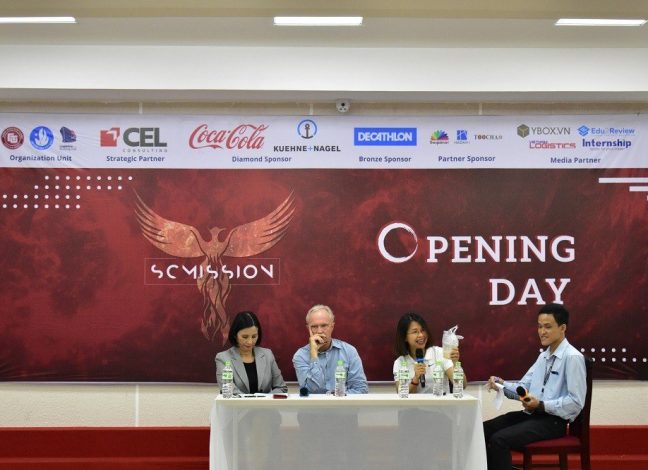 CEL
CONSULTING
Coca-Cola
KUEHNE+NAGEL
DECATHLON
YBOX.VN
Edu2Review
LOGISTICS
Internship
Organization Unit
Strategic Partner
Diamond Sponsor
Bronze Sponsor
Partner Sponsor
Media Partner
SCMISSION
OPENING
DAY